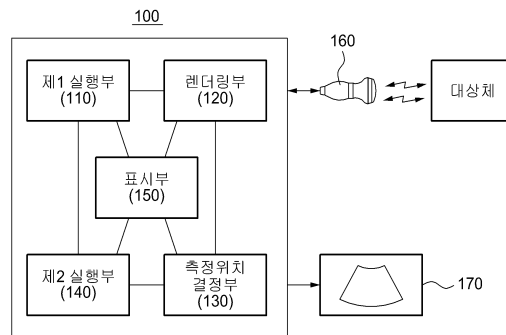 100
160
제1 실행부
(110)
렌더링부
(120)
대상체
표시부
(150)
제2 실행부
(140)
측정위치
결정부
(130)
170